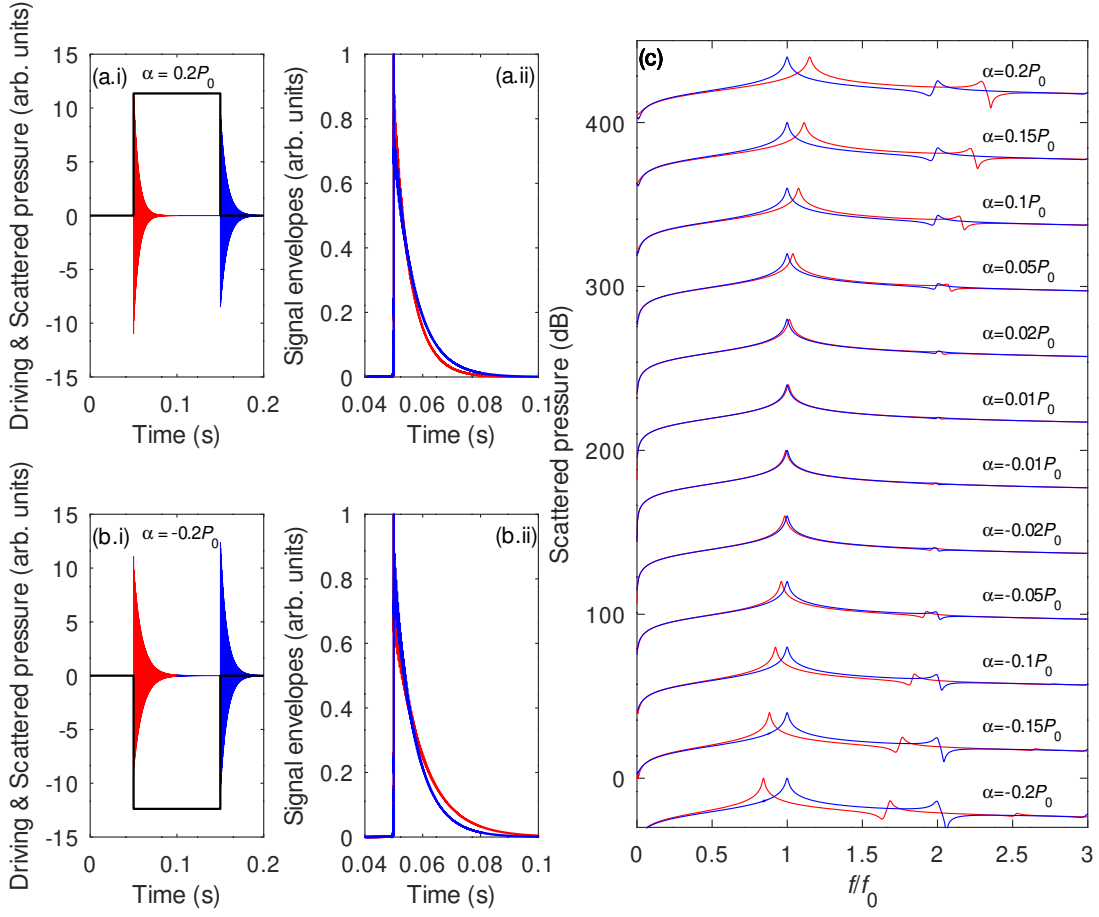 Driving & Scattered pressure (arb. units)
15
10
5
0
-5
-10
-15
(a.i)
α = 0.2P₀
0
0.1
0.2
Time (s)
Signal envelopes (arb. units)
1
0.8
0.6
0.4
0.2
0
(a.ii)
0.04
0.06
0.08
0.1
Time (s)
Driving & Scattered pressure (arb. units)
15
10
5
0
-5
-10
-15
(b.i)
α = -0.2P₀
0
0.1
0.2
Time (s)
Signal envelopes (arb. units)
1
0.8
0.6
0.4
0.2
0
(b.ii)
0.04
0.06
0.08
0.1
Time (s)
Scattered pressure (dB)
400
300
200
100
0
(c)
α=0.2P₀
α=0.15P₀
α=0.1P₀
α=0.05P₀
α=0.02P₀
α=0.01P₀
α=-0.01P₀
α=-0.02P₀
α=-0.05P₀
α=-0.1P₀
α=-0.15P₀
α=-0.2P₀
0
0.5
1
1.5
2
2.5
3
f/f₀